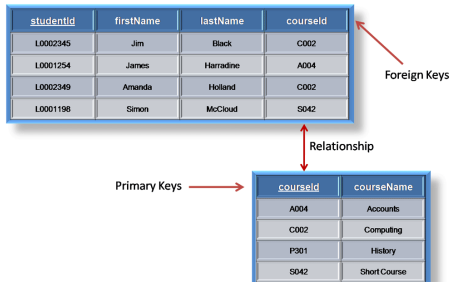 studentId firstName lastName courseId
L0002345 Jim Black C002
L0001254 James Harradine A004
L0002349 Amanda Holland C002
L0001198 Simon McCloud S042
Foreign Keys
Relationship
Primary Keys
courseId courseName
A004 Accounts
C002 Computing
P301 History
S042 Short Course